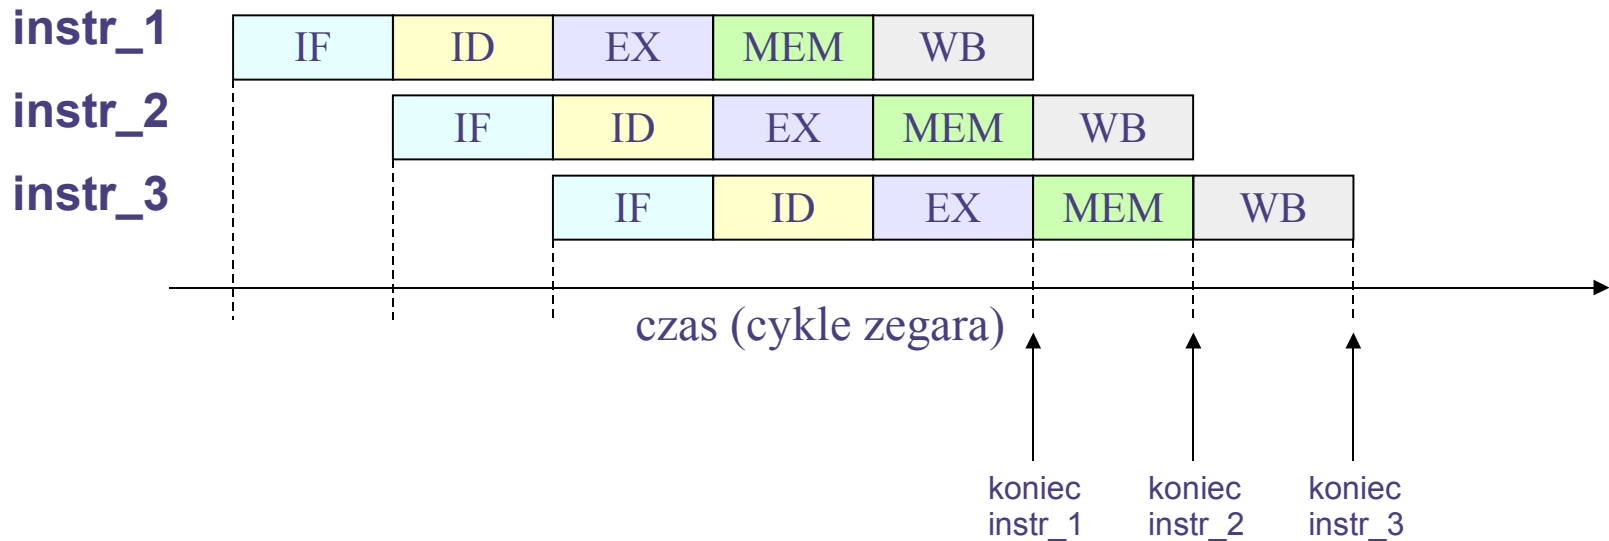 instr_1 IF ID EX MEM WB
instr_2 IF ID EX MEM WB
instr_3 IF ID EX MEM WB
czas (cykle zegara)
koniec koniec koniec
instr_1 instr_2 instr_3